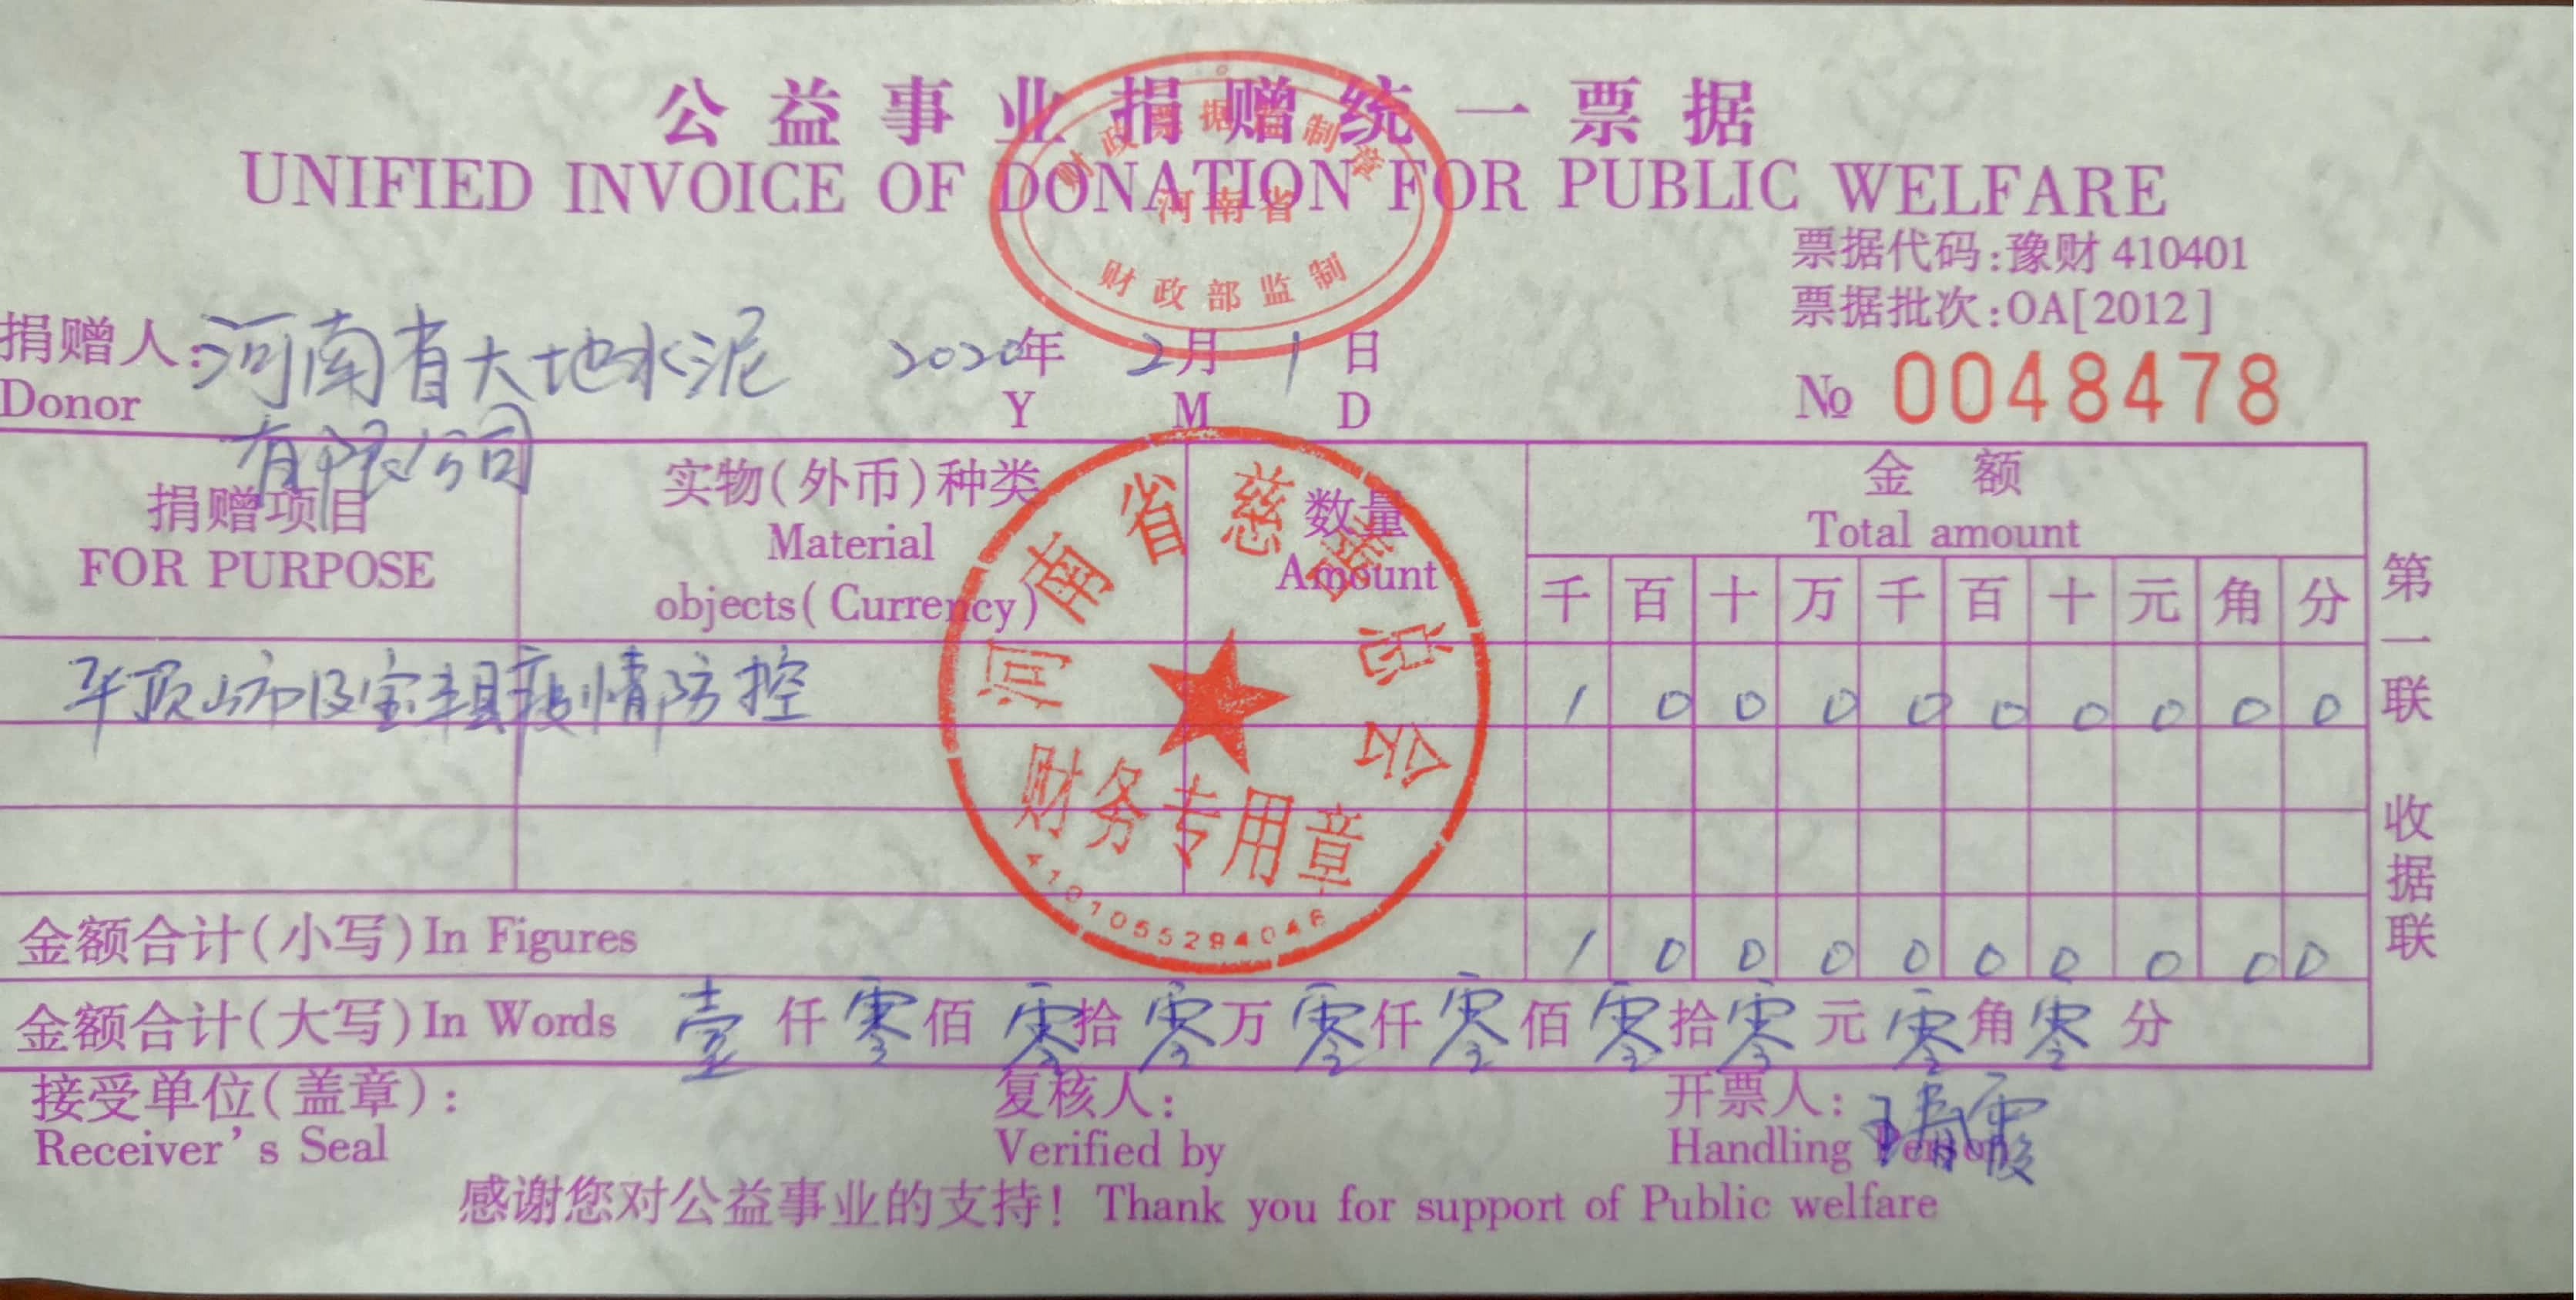 公益事业捐赠统一票据
UNIFIED INVOICE OF DONATION FOR PUBLIC WELFARE
财政票据监制章
河南省
财政部监制
票据代码:豫财 410401
票据批次:OA[2012]
№ 0048478
捐赠人: 河南省大地水泥 2020年 2月 1日
Donor Y M D
有限公司
捐赠项目 实物(外币)种类 数量 金额
FOR PURPOSE Material objects(Currency) Amount Total amount
千 百 十 万 千 百 十 元 角 分
平顶山市及宝丰县疫情防控 1 0 0 0 0 0 0 0 0 0
河南省慈善总会
财务专用章
4101055284046
金额合计(小写)In Figures 1 0 0 0 0 0 0 0 0 0
金额合计(大写)In Words 壹仟零佰零拾零万零仟零佰零拾零元零角零分
接受单位(盖章): 复核人: 开票人:
Receiver's Seal Verified by Handling Person
感谢您对公益事业的支持! Thank you for support of Public welfare
第一联 收据联